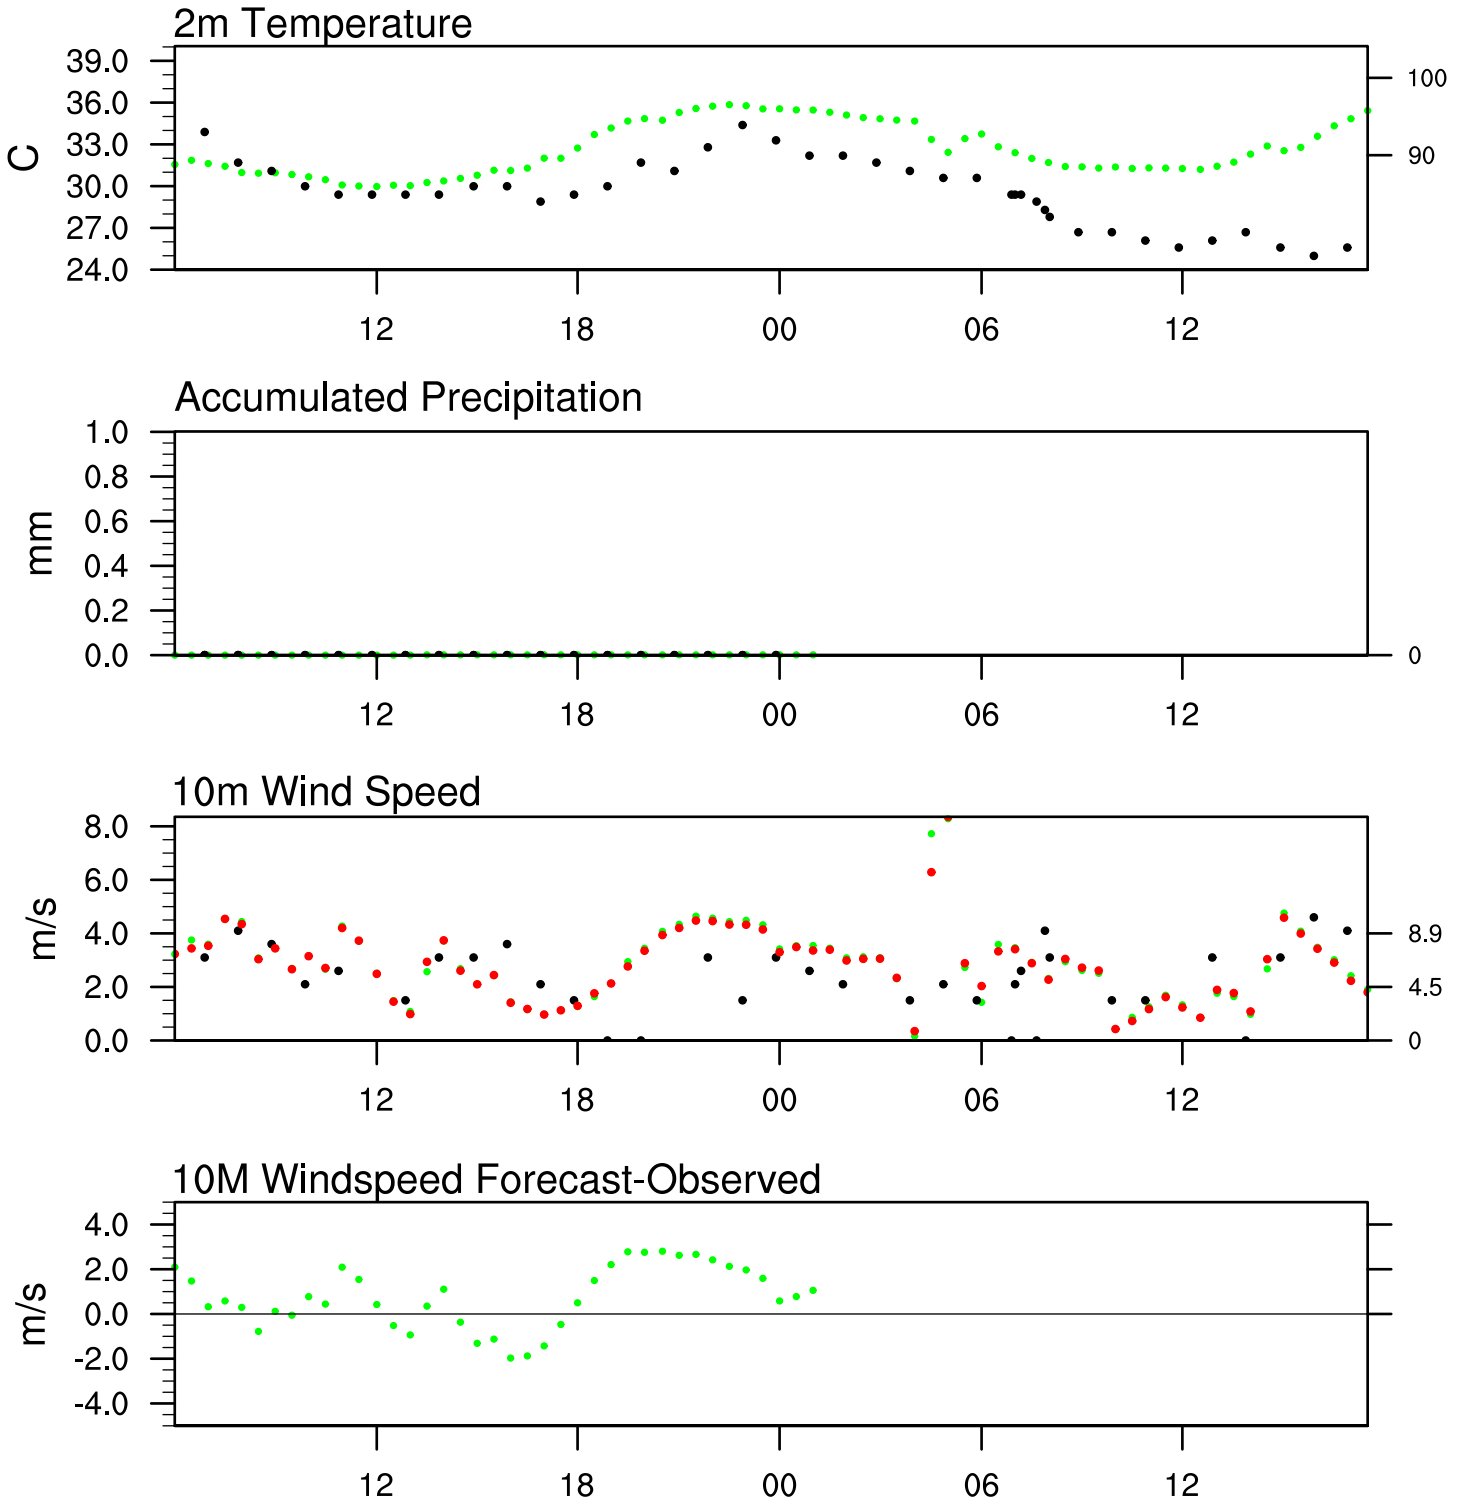 2m Temperature
39.0
36.0
33.0
30.0
27.0
24.0
C
100
90
12 18 00 06 12
Accumulated Precipitation
1.0
0.8
0.6
0.4
0.2
0.0
mm
0
12 18 00 06 12
10m Wind Speed
8.0
6.0
4.0
2.0
0.0
m/s
8.9
4.5
0
12 18 00 06 12
10M Windspeed Forecast-Observed
4.0
2.0
0.0
-2.0
-4.0
m/s
12 18 00 06 12